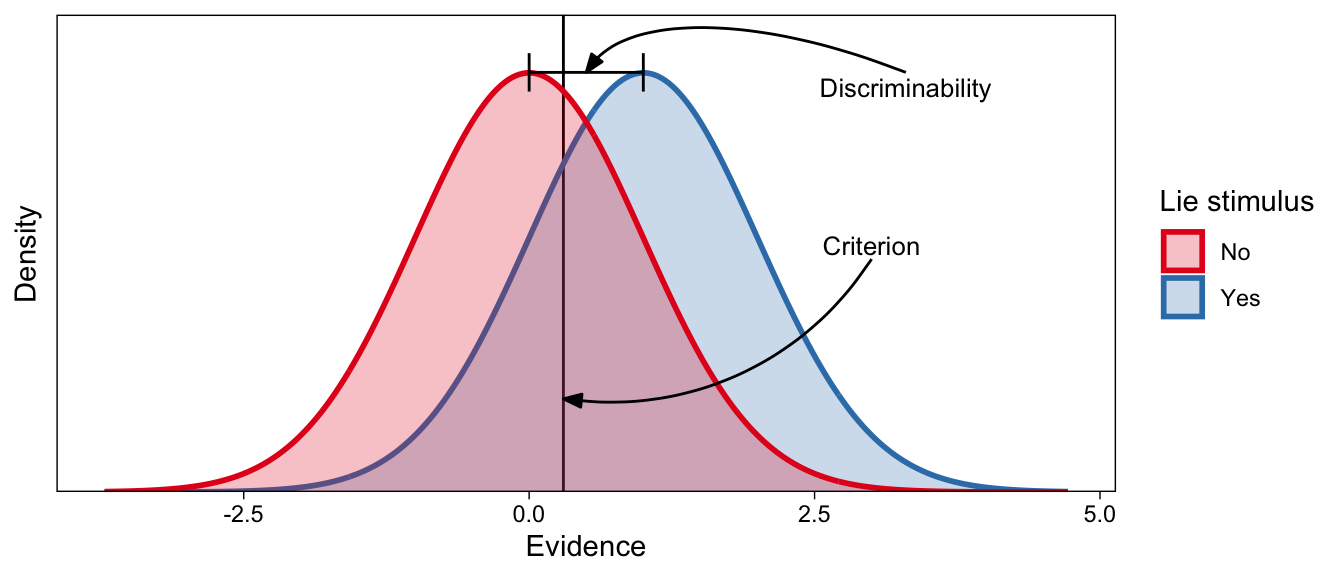 Discriminability
Criterion
Density
-2.5
0.0
2.5
5.0
Evidence
Lie stimulus
No
Yes